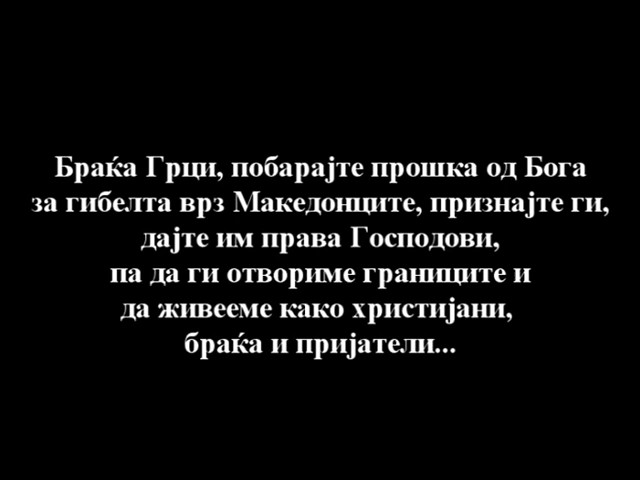 Браќа Грци, побарајте прошка од Бога
за гибелта врз Македонците, признајте ги,
дајте им права Господови,
па да ги отвориме границите и
да живееме како христијани,
браќа и пријатели...